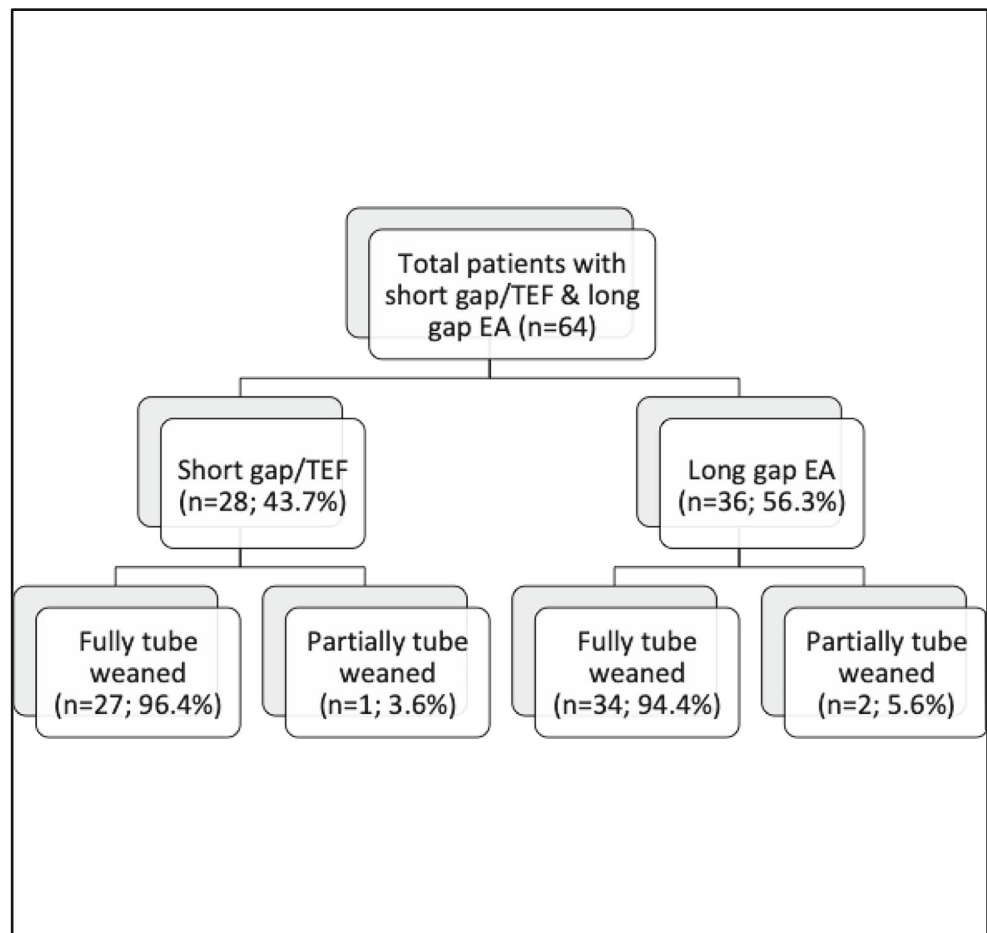 Total patients with
short gap/TEF & long
gap EA (n=64)
Short gap/TEF
(n=28; 43.7%)
Long gap EA
(n=36; 56.3%)
Fully tube
weaned
(n=27; 96.4%)
Partially tube
weaned
(n=1; 3.6%)
Fully tube
weaned
(n=34; 94.4%)
Partially tube
weaned
(n=2; 5.6%)